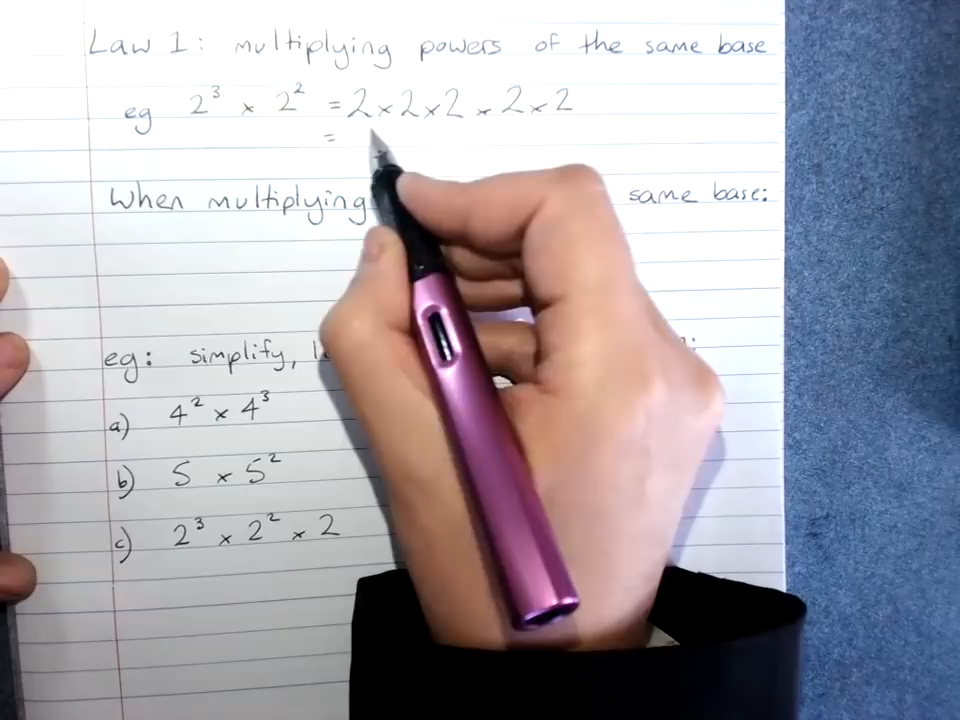 Law 1: multiplying powers of the same base
eg 2³ × 2² = 2 × 2 × 2 × 2 × 2
=
When multiplying same base:
eg: simplify, :
a) 4² × 4³
b) 5 × 5²
c) 2³ × 2² × 2